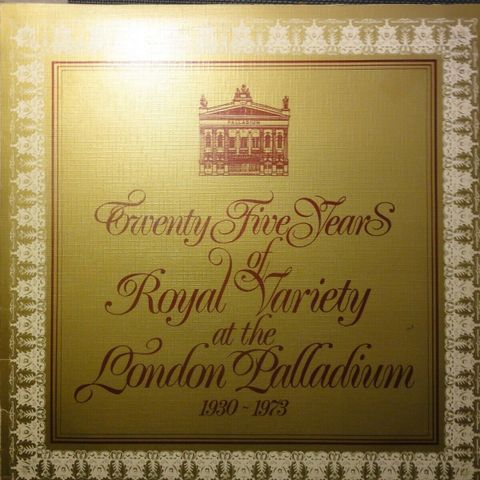 PALLADIUM
Twenty Five Years
of
Royal Variety
at the
London Palladium
1930 ~ 1973